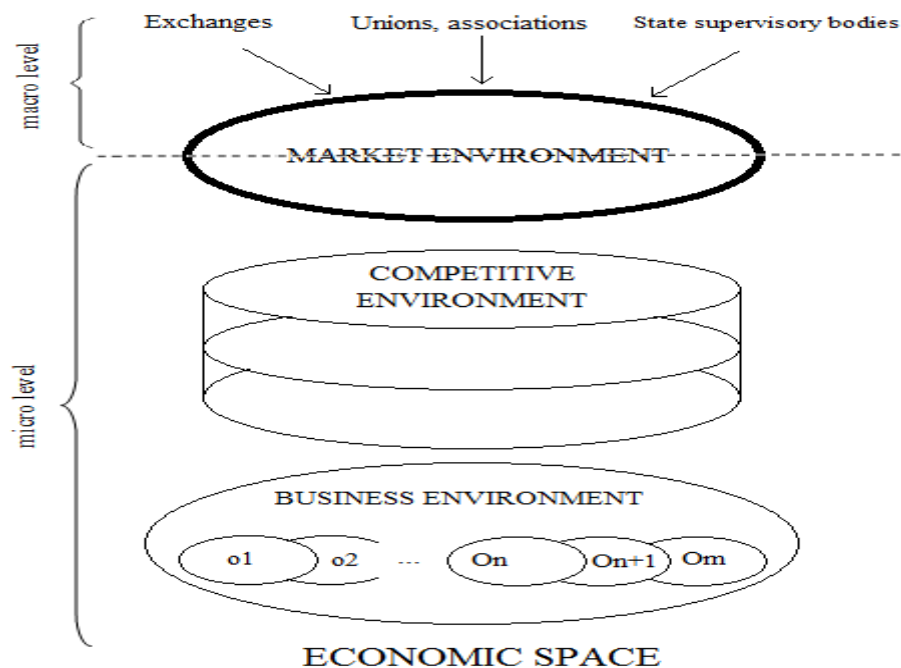 Exchanges
Unions, associations
State supervisory bodies
macro level
MARKET ENVIRONMENT
micro level
COMPETITIVE
ENVIRONMENT
BUSINESS ENVIRONMENT
o1 o2 ... On On+1 Om
ECONOMIC SPACE